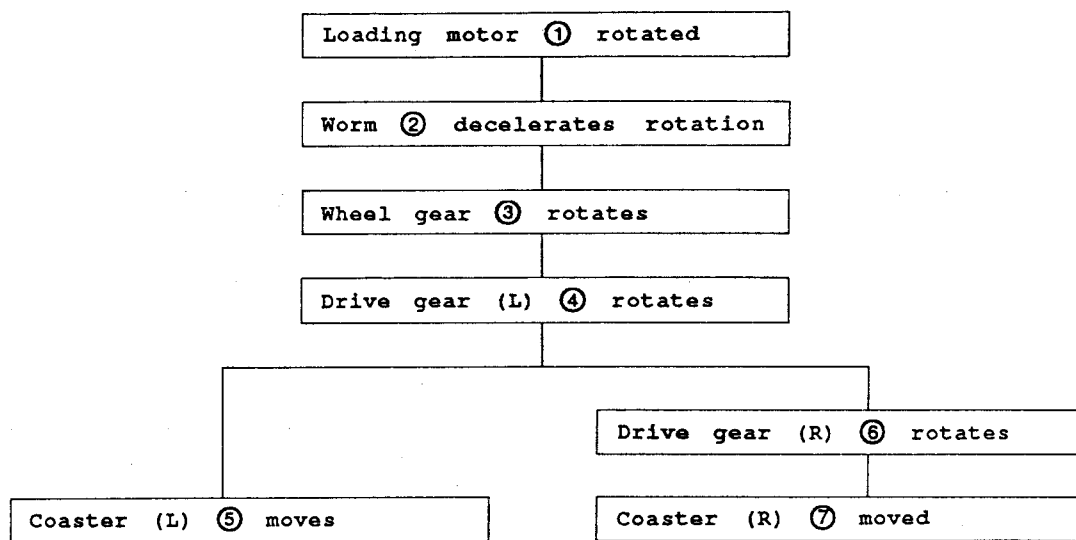 Loading motor ① rotated
Worm ② decelerates rotation
Wheel gear ③ rotates
Drive gear (L) ④ rotates
Drive gear (R) ⑥ rotates
Coaster (L) ⑤ moves
Coaster (R) ⑦ moved